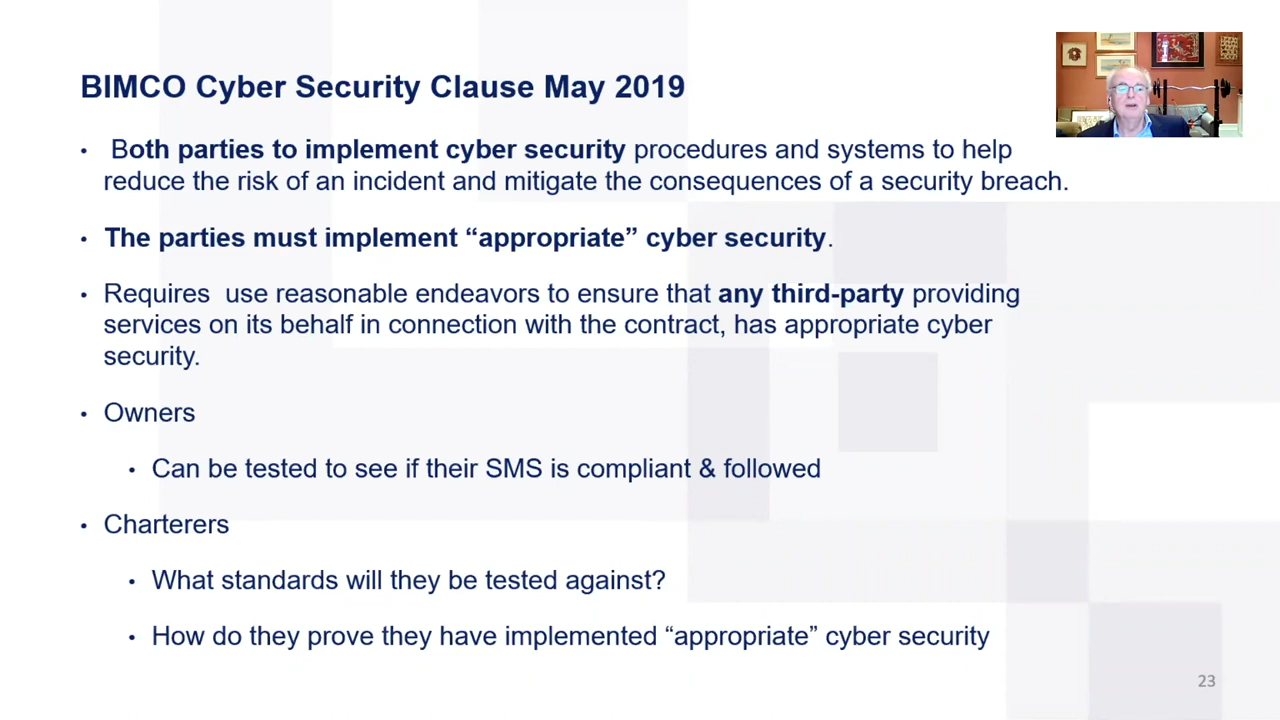 BIMCO Cyber Security Clause May 2019
• Both parties to implement cyber security procedures and systems to help
reduce the risk of an incident and mitigate the consequences of a security breach.
• The parties must implement “appropriate” cyber security.
• Requires  use reasonable endeavors to ensure that any third-party providing
services on its behalf in connection with the contract, has appropriate cyber
security.
• Owners
• Can be tested to see if their SMS is compliant & followed
• Charterers
• What standards will they be tested against?
• How do they prove they have implemented “appropriate” cyber security
23